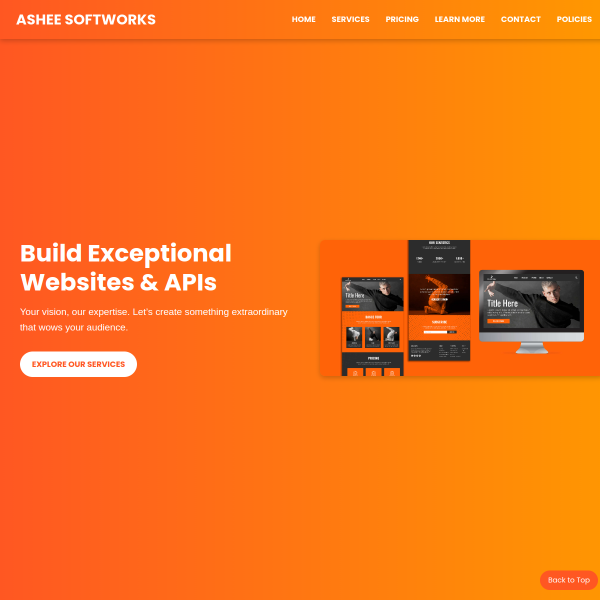 ASHEE SOFTWORKS
HOME SERVICES PRICING LEARN MORE CONTACT POLICIES
Build Exceptional
Websites & APIs
Your vision, our expertise. Let's create something extraordinary
that wows your audience.
EXPLORE OUR SERVICES
Title Here
Title Here
Back to Top